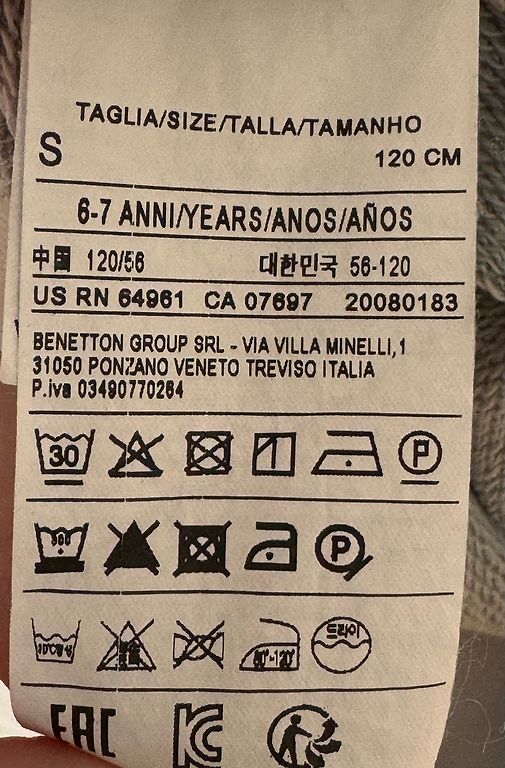 TAGLIA/SIZE/TALLA/TAMANHO
S 120 CM
6-7 ANNI/YEARS/ANOS/AÑOS
中国 120/56 대한민국 56-120
US RN 64961 CA 07697 20080183
BENETTON GROUP SRL - VIA VILLA MINELLI,1
31050 PONZANO VENETO TREVISO ITALIA
P.iva 03490770264
30 P
P
80°-120° 드라이
EAC KC